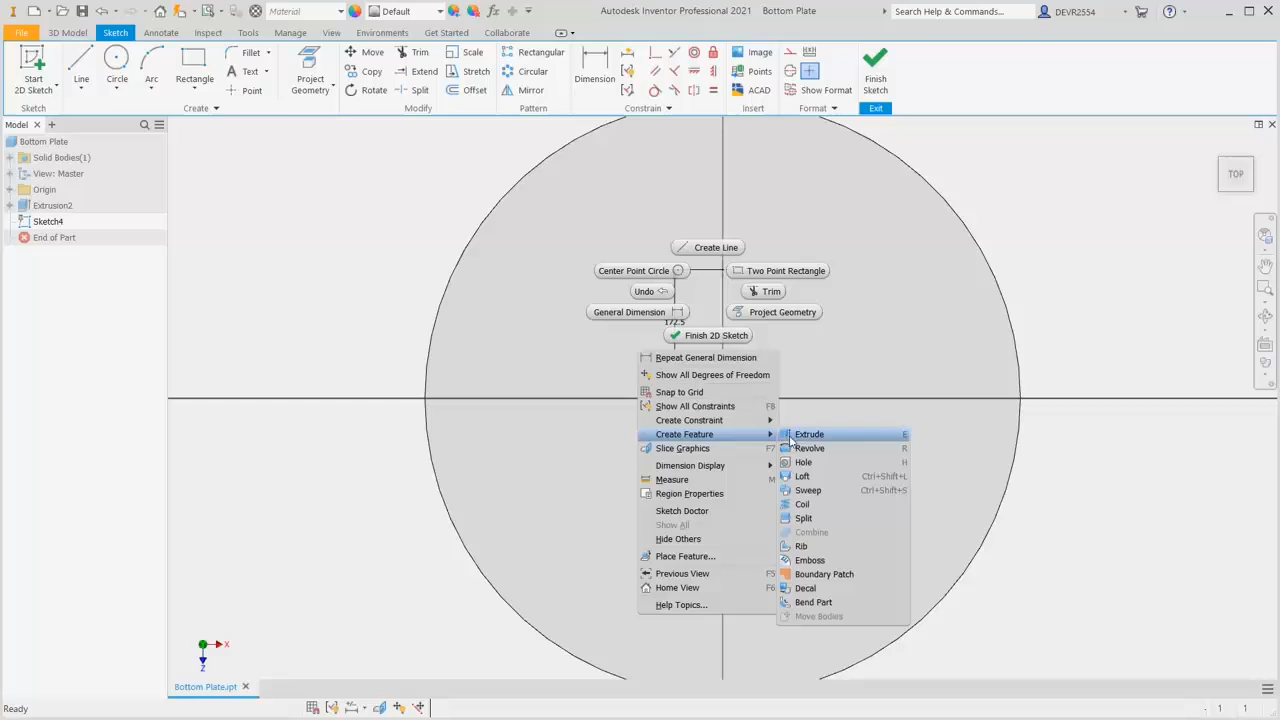 Material
Default
Autodesk Inventor Professional 2021 Bottom Plate
Search Help & Commands...
DEVR2554
File
3D Model
Sketch
Annotate
Inspect
Tools
Manage
View
Environments
Get Started
Collaborate
Start
2D Sketch
Line
Circle
Arc
Rectangle
Fillet
Text
Point
Project
Geometry
Move
Copy
Rotate
Trim
Extend
Split
Scale
Stretch
Offset
Rectangular
Circular
Mirror
Dimension
Image
Points
ACAD
Show Format
Finish
Sketch
Sketch
Create
Modify
Pattern
Constrain
Insert
Format
Exit
Model
Bottom Plate
Solid Bodies(1)
View: Master
Origin
Extrusion2
Sketch4
End of Part
TOP
Create Line
Center Point Circle
Two Point Rectangle
Undo
Trim
General Dimension
Project Geometry
172.5
Finish 2D Sketch
Repeat General Dimension
Show All Degrees of Freedom
Snap to Grid
Show All Constraints F8
Create Constraint
Create Feature
Slice Graphics F7
Dimension Display
Measure M
Region Properties
Sketch Doctor
Show All
Hide Others
Place Feature...
Previous View F5
Home View F6
Help Topics...
Extrude E
Revolve R
Hole H
Loft Ctrl+Shift+L
Sweep Ctrl+Shift+S
Coil
Split
Combine
Rib
Emboss
Boundary Patch
Decal
Bend Part
Move Bodies
X
Z
Bottom Plate.ipt
Ready
1 1